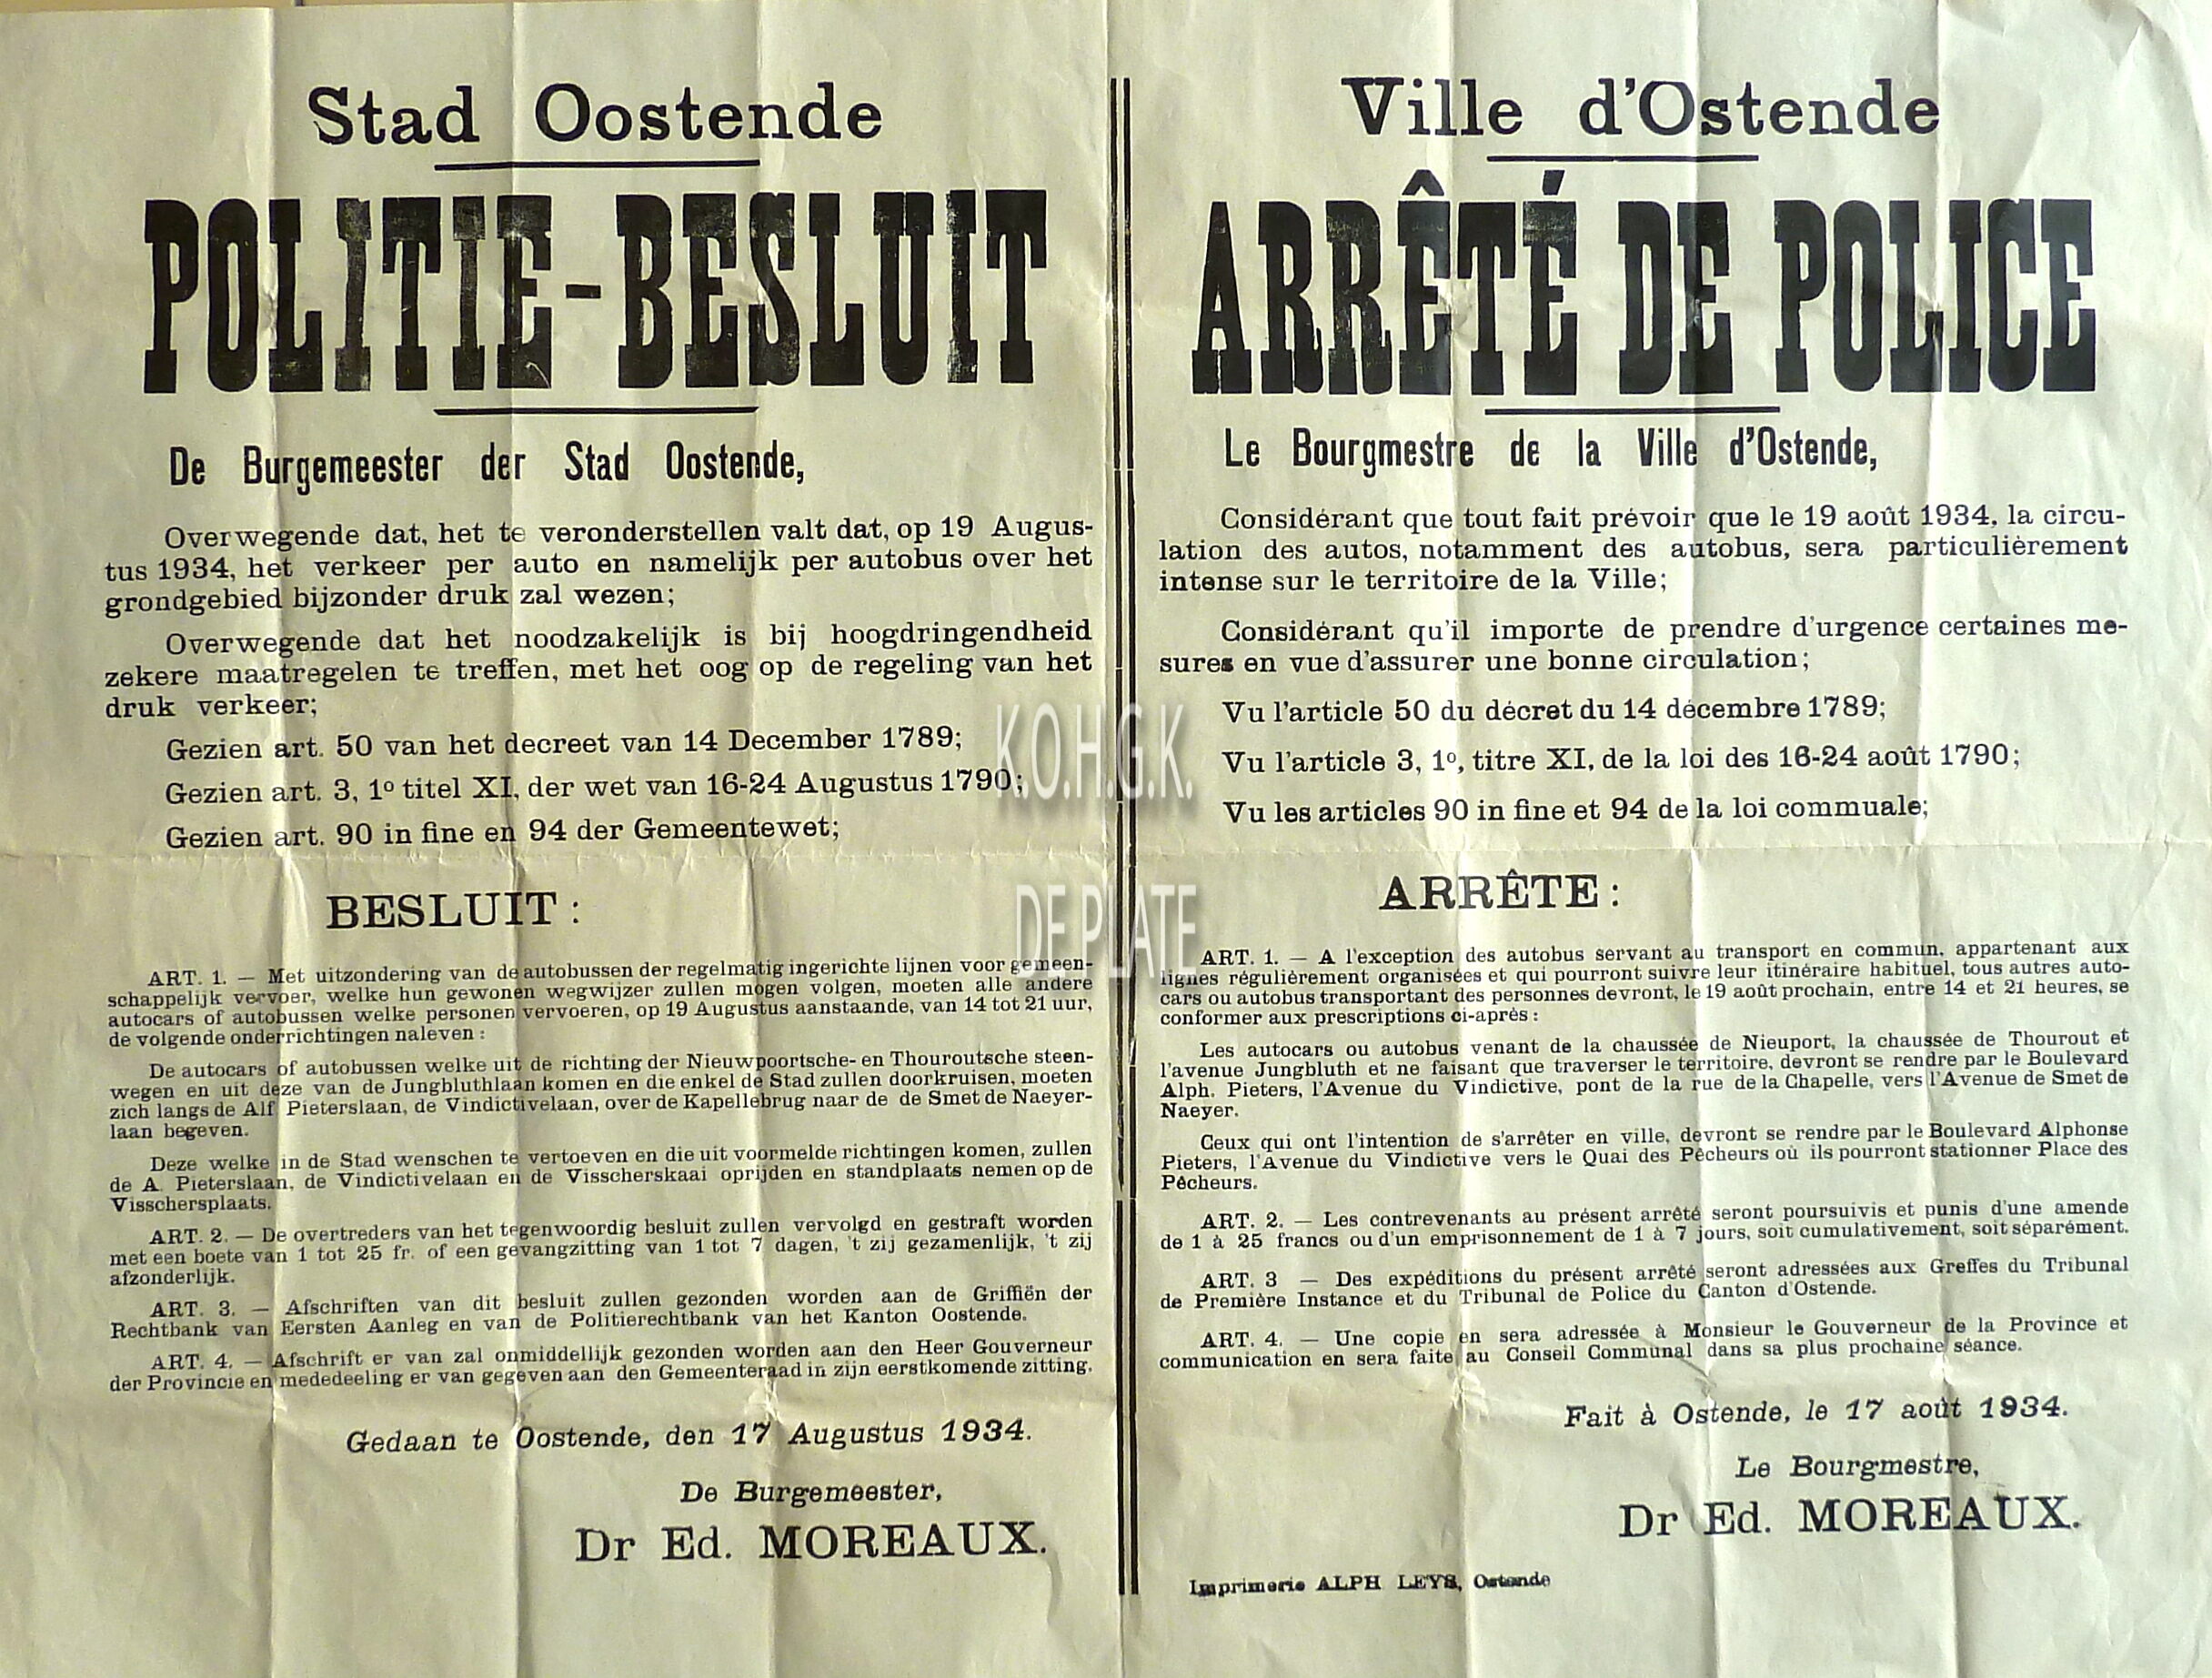 Stad Oostende
POLITIE-BESLUIT
De Burgemeester der Stad Oostende,
Overwegende dat, het te veronderstellen valt dat, op 19 Augus-
tus 1934, het verkeer per auto en namelijk per autobus over het
grondgebied bijzonder druk zal wezen;
Overwegende dat het noodzakelijk is bij hoogdringendheid
zekere maatregelen te treffen, met het oog op de regeling van het
druk verkeer;
Gezien art. 50 van het decreet van 14 December 1789;
Gezien art. 3, 1º titel XI, der wet van 16-24 Augustus 1790;
Gezien art. 90 in fine en 94 der Gemeentewet;
BESLUIT :
ART. 1. — Met uitzondering van de autobussen der regelmatig ingerichte lijnen voor gemeen-
schappelijk vervoer, welke hun gewonen wegwijzer zullen mogen volgen, moeten alle andere
autocars of autobussen welke personen vervoeren, op 19 Augustus aanstaande, van 14 tot 21 uur,
de volgende onderrichtingen naleven :
De autocars of autobussen welke uit de richting der Nieuwpoortsche- en Thouroutsche steen-
wegen en uit deze van de Jungbluthlaan komen en die enkel de Stad zullen doorkruisen, moeten
zich langs de Alf Pieterslaan, de Vindictivelaan, over de Kapellebrug naar de de Smet de Naeyer-
laan begeven.
Deze welke in de Stad wenschen te vertoeven en die uit voormelde richtingen komen, zullen
de A. Pieterslaan, de Vindictivelaan en de Visscherskaai oprijden en standplaats nemen op de
Visschersplaats.
ART. 2. — De overtreders van het tegenwoordig besluit zullen vervolgd en gestraft worden
met een boete van 1 tot 25 fr. of een gevangzitting van 1 tot 7 dagen, 't zij gezamenlijk, 't zij
afzonderlijk.
ART. 3. — Afschriften van dit besluit zullen gezonden worden aan de Griffiën der
Rechtbank van Eersten Aanleg en van de Politierechtbank van het Kanton Oostende.
ART. 4. — Afschrift er van zal onmiddellijk gezonden worden aan den Heer Gouverneur
der Provincie en mededeeling er van gegeven aan den Gemeenteraad in zijn eerstkomende zitting.
Gedaan te Oostende, den 17 Augustus 1934.
De Burgemeester,
Dr Ed. MOREAUX.
Ville d'Ostende
ARRÊTÉ DE POLICE
Le Bourgmestre de la Ville d'Ostende,
Considérant que tout fait prévoir que le 19 août 1934, la circu-
lation des autos, notamment des autobus, sera particulièrement
intense sur le territoire de la Ville;
Considérant qu'il importe de prendre d'urgence certaines me-
sures en vue d'assurer une bonne circulation;
Vu l'article 50 du décret du 14 décembre 1789;
Vu l'article 3, 1º, titre XI, de la loi des 16-24 août 1790;
Vu les articles 90 in fine et 94 de la loi commuale;
ARRÊTE :
ART. 1. — A l'exception des autobus servant au transport en commun, appartenant aux
lignes régulièrement organisées et qui pourront suivre leur itinéraire habituel, tous autres auto-
cars ou autobus transportant des personnes devront, le 19 août prochain, entre 14 et 21 heures, se
conformer aux prescriptions ci-après :
Les autocars ou autobus venant de la chaussée de Nieuport, la chaussée de Thourout et
l'avenue Jungbluth et ne faisant que traverser le territoire, devront se rendre par le Boulevard
Alph. Pieters, l'Avenue du Vindictive, pont de la rue de la Chapelle, vers l'Avenue de Smet de
Naeyer.
Ceux qui ont l'intention de s'arrêter en ville, devront se rendre par le Boulevard Alphonse
Pieters, l'Avenue du Vindictive vers le Quai des Pêcheurs où ils pourront stationner Place des
Pêcheurs.
ART. 2. — Les contrevenants au présent arrêté seront poursuivis et punis d'une amende
de 1 à 25 francs ou d'un emprisonnement de 1 à 7 jours, soit cumulativement, soit séparément.
ART. 3 — Des expéditions du présent arrêté seront adressées aux Greffes du Tribunal
de Première Instance et du Tribunal de Police du Canton d'Ostende.
ART. 4. — Une copie en sera adressée à Monsieur le Gouverneur de la Province et
communication en sera faite au Conseil Communal dans sa plus prochaine séance.
Fait à Ostende, le 17 août 1934.
Le Bourgmestre,
Dr Ed. MOREAUX.
Imprimerie ALPH LEYS, Ostende
K.O.H.G.K.
DE PLATE